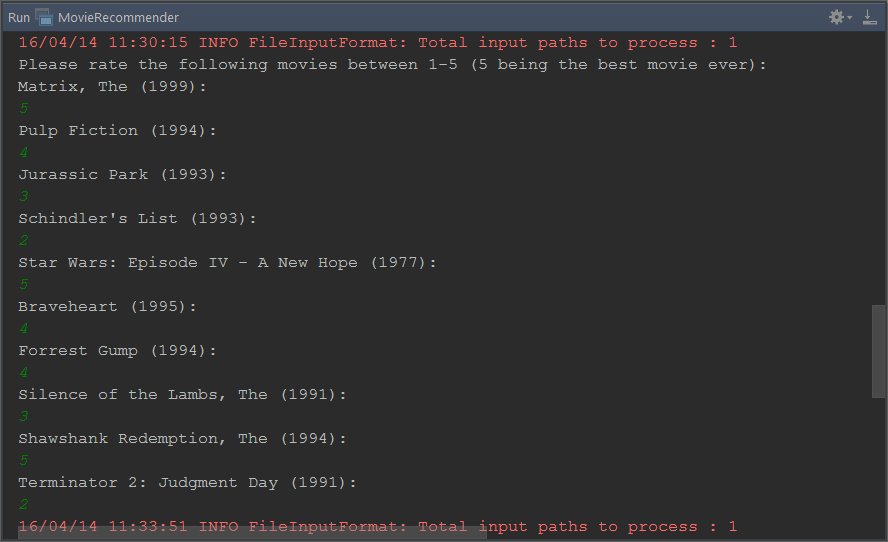 Run MovieRecommender
16/04/14 11:30:15 INFO FileInputFormat: Total input paths to process : 1
Please rate the following movies between 1-5 (5 being the best movie ever):
Matrix, The (1999):
5
Pulp Fiction (1994):
4
Jurassic Park (1993):
3
Schindler's List (1993):
2
Star Wars: Episode IV - A New Hope (1977):
5
Braveheart (1995):
4
Forrest Gump (1994):
4
Silence of the Lambs, The (1991):
3
Shawshank Redemption, The (1994):
5
Terminator 2: Judgment Day (1991):
2
16/04/14 11:33:51 INFO FileInputFormat: Total input paths to process : 1